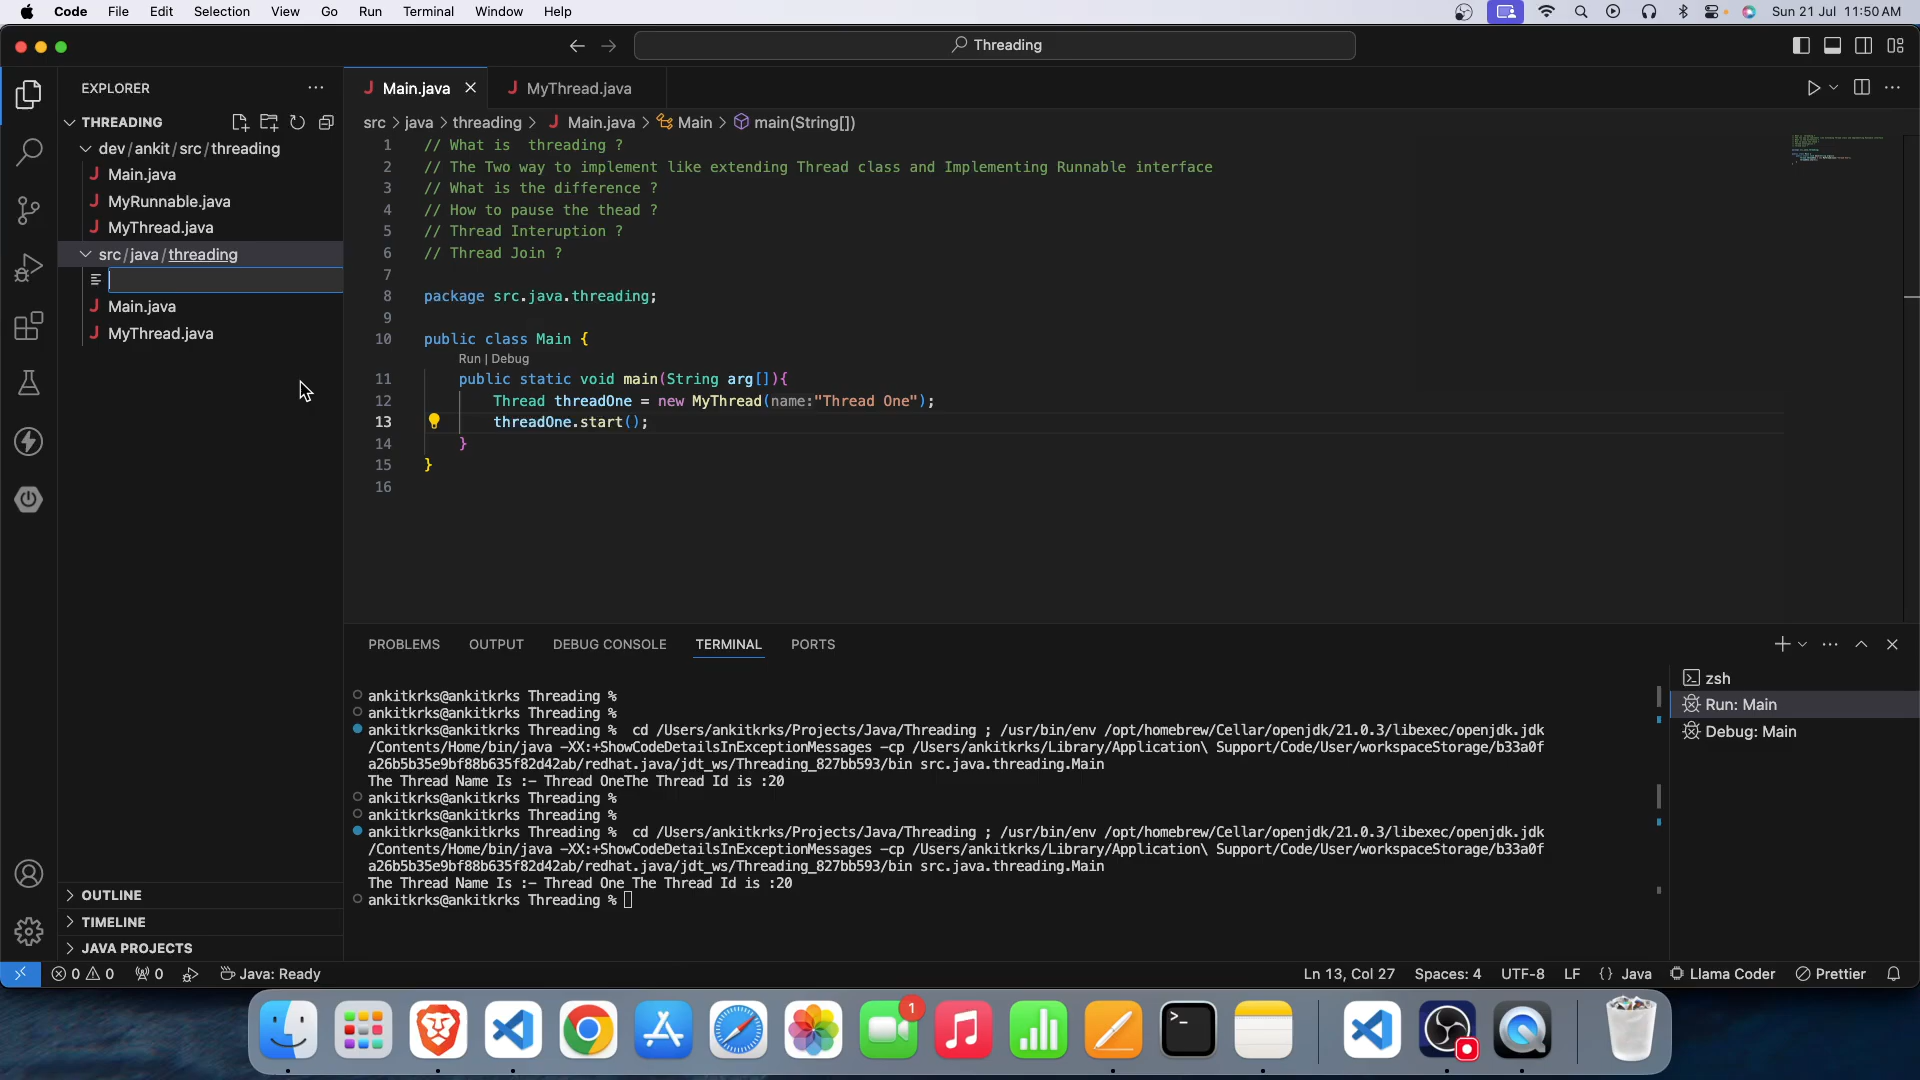 Code File Edit Selection View Go Run Terminal Window Help
Sun 21 Jul 11:50 AM
Threading
EXPLORER
THREADING
dev/ankit/src/threading
Main.java
MyRunnable.java
MyThread.java
src/java/threading
Main.java
MyThread.java
OUTLINE
TIMELINE
JAVA PROJECTS
Main.java
MyThread.java
src > java > threading > Main.java > Main > main(String[])
1 // What is  threading ?
2 // The Two way to implement like extending Thread class and Implementing Runnable interface
3 // What is the difference ?
4 // How to pause the thead ?
5 // Thread Interuption ?
6 // Thread Join ?
7
8 package src.java.threading;
9
10 public class Main {
Run | Debug
11 public static void main(String arg[]){
12 Thread threadOne = new MyThread(name:"Thread One");
13 threadOne.start();
14 }
15 }
16
PROBLEMS OUTPUT DEBUG CONSOLE TERMINAL PORTS
ankitkrks@ankitkrks Threading %
ankitkrks@ankitkrks Threading %
ankitkrks@ankitkrks Threading %  cd /Users/ankitkrks/Projects/Java/Threading ; /usr/bin/env /opt/homebrew/Cellar/openjdk/21.0.3/libexec/openjdk.jdk
/Contents/Home/bin/java -XX:+ShowCodeDetailsInExceptionMessages -cp /Users/ankitkrks/Library/Application\ Support/Code/User/workspaceStorage/b33a0f
a26b5b35e9bf88b635f82d42ab/redhat.java/jdt_ws/Threading_827bb593/bin src.java.threading.Main
The Thread Name Is :- Thread OneThe Thread Id is :20
ankitkrks@ankitkrks Threading %
ankitkrks@ankitkrks Threading %
ankitkrks@ankitkrks Threading %  cd /Users/ankitkrks/Projects/Java/Threading ; /usr/bin/env /opt/homebrew/Cellar/openjdk/21.0.3/libexec/openjdk.jdk
/Contents/Home/bin/java -XX:+ShowCodeDetailsInExceptionMessages -cp /Users/ankitkrks/Library/Application\ Support/Code/User/workspaceStorage/b33a0f
a26b5b35e9bf88b635f82d42ab/redhat.java/jdt_ws/Threading_827bb593/bin src.java.threading.Main
The Thread Name Is :- Thread One The Thread Id is :20
ankitkrks@ankitkrks Threading %
zsh
Run: Main
Debug: Main
0 0 0 Java: Ready
Ln 13, Col 27 Spaces: 4 UTF-8 LF {} Java Llama Coder Prettier
1